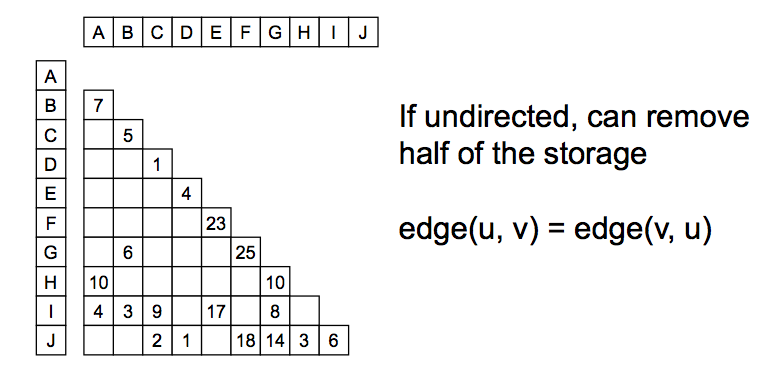 A B C D E F G H I J
A
B 7
C 5
D 1
E 4
F 23
G 6 25
H 10 10
I 4 3 9 17 8
J 2 1 18 14 3 6
If undirected, can remove
half of the storage
edge(u, v) = edge(v, u)